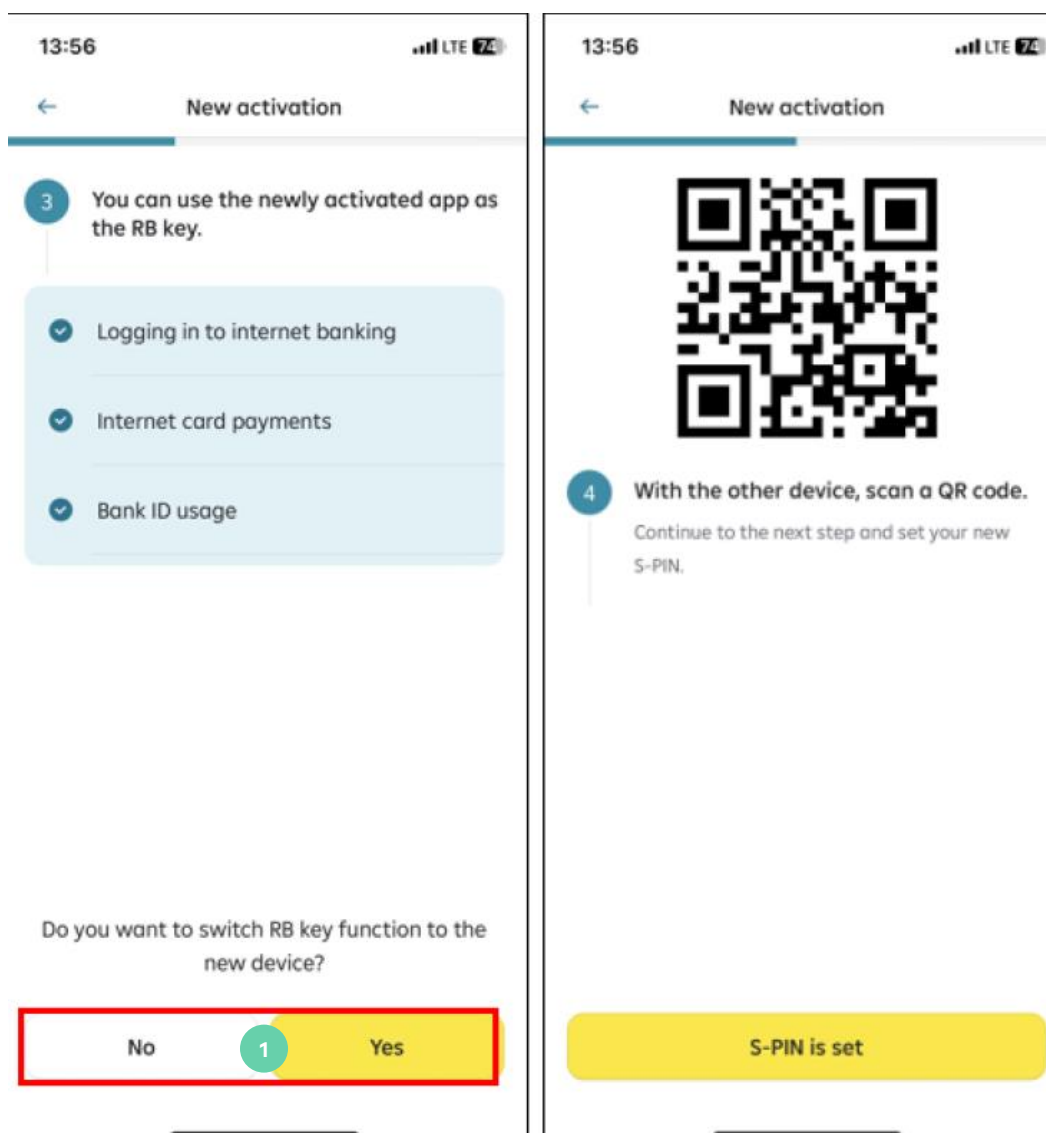 13:56 LTE 74
New activation
3 You can use the newly activated app as
the RB key.
Logging in to internet banking
Internet card payments
Bank ID usage
Do you want to switch RB key function to the
new device?
No 1 Yes
13:56 LTE 74
New activation
4 With the other device, scan a QR code.
Continue to the next step and set your new
S-PIN.
S-PIN is set